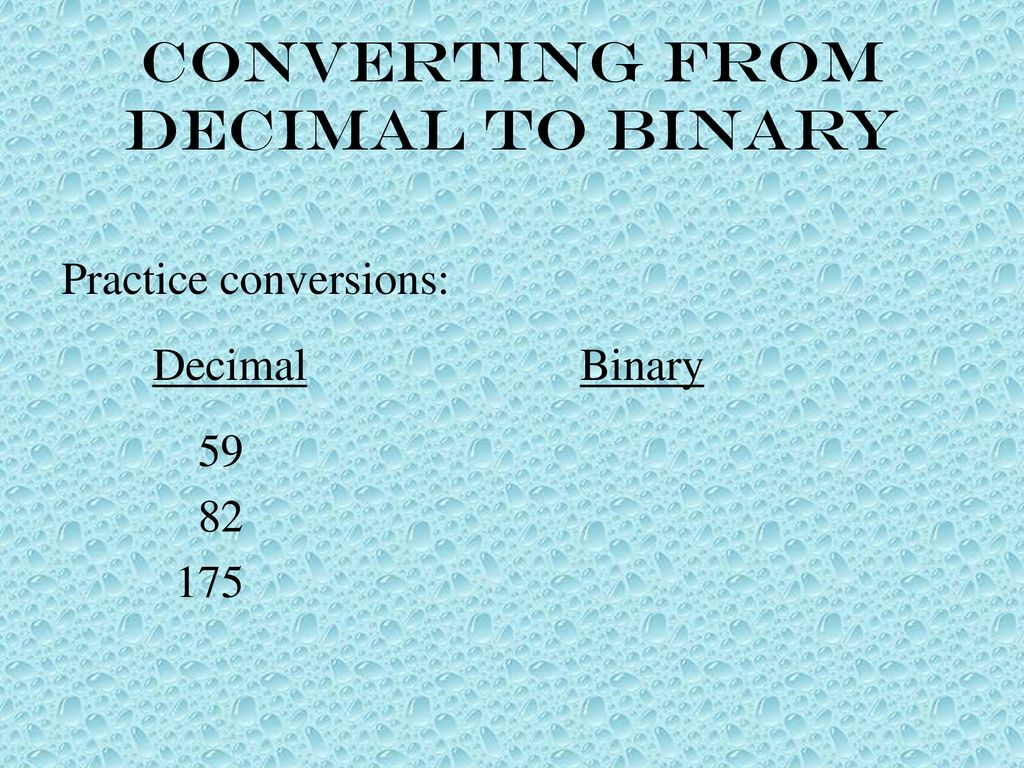 CONVERTING FROM
DECIMAL TO BINARY
Practice conversions:
Decimal Binary
59
82
175